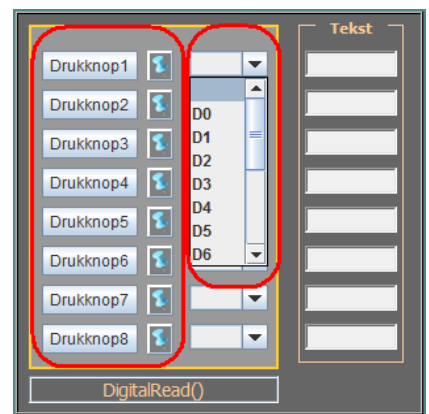 Tekst
Drukknop1
Drukknop2
Drukknop3
Drukknop4
Drukknop5
Drukknop6
Drukknop7
Drukknop8
D0
D1
D2
D3
D4
D5
D6
DigitalRead()